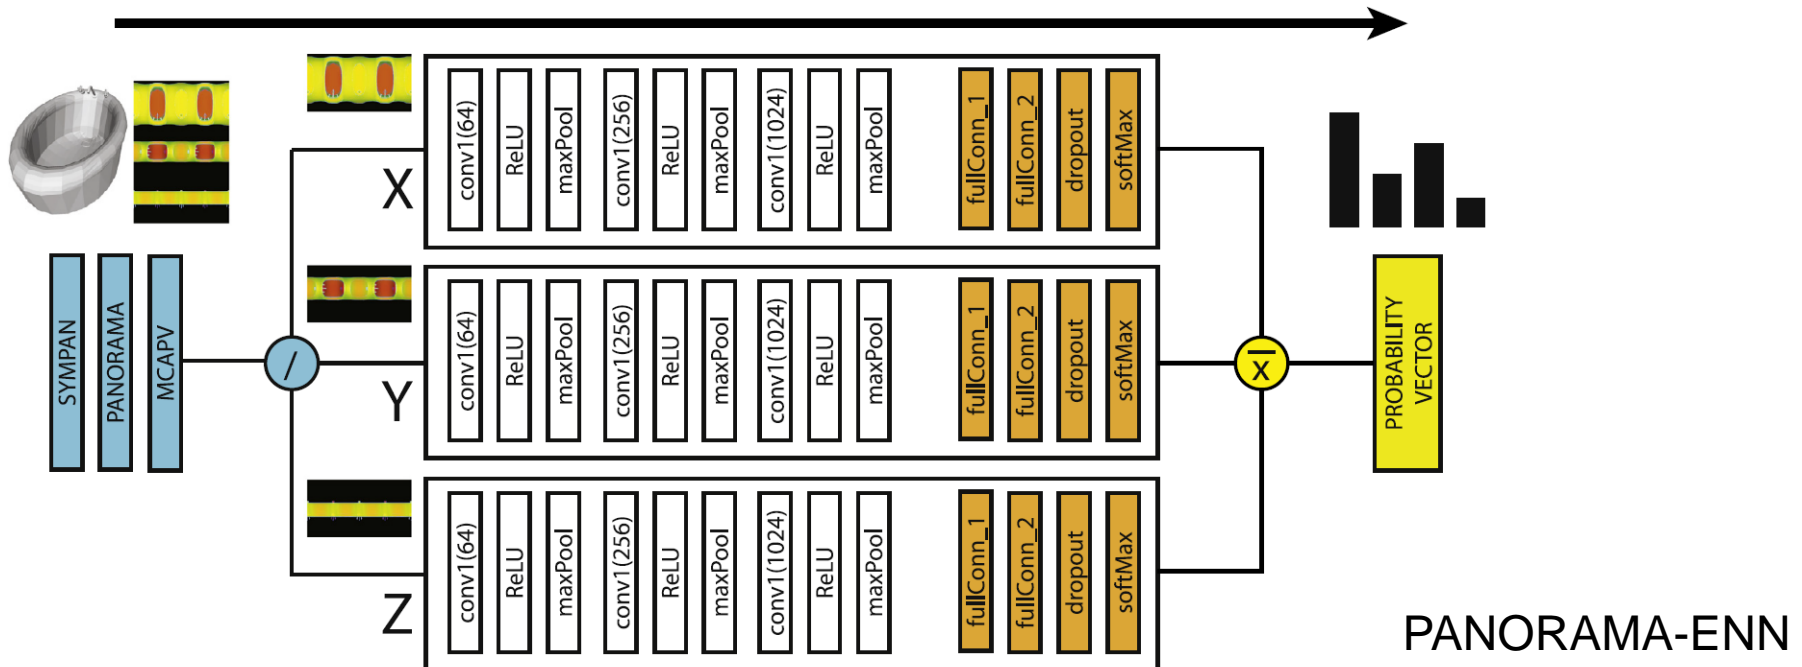 SYMPAN
PANORAMA
MCAPV
/
X
conv1(64)
ReLU
maxPool
conv1(256)
ReLU
maxPool
conv1(1024)
ReLU
maxPool
fullConn_1
fullConn_2
dropout
softMax
Y
conv1(64)
ReLU
maxPool
conv1(256)
ReLU
maxPool
conv1(1024)
ReLU
maxPool
fullConn_1
fullConn_2
dropout
softMax
Z
conv1(64)
ReLU
maxPool
conv1(256)
ReLU
maxPool
conv1(1024)
ReLU
maxPool
fullConn_1
fullConn_2
dropout
softMax
x̅
PROBABILITY
VECTOR
PANORAMA-ENN